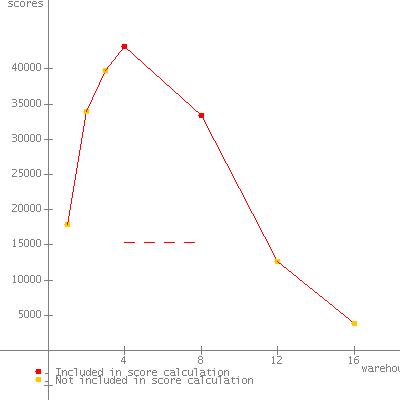 scores
40000
35000
30000
25000
20000
15000
10000
5000
4 8 12 16
warehou
Included in score calculation
Not included in score calculation